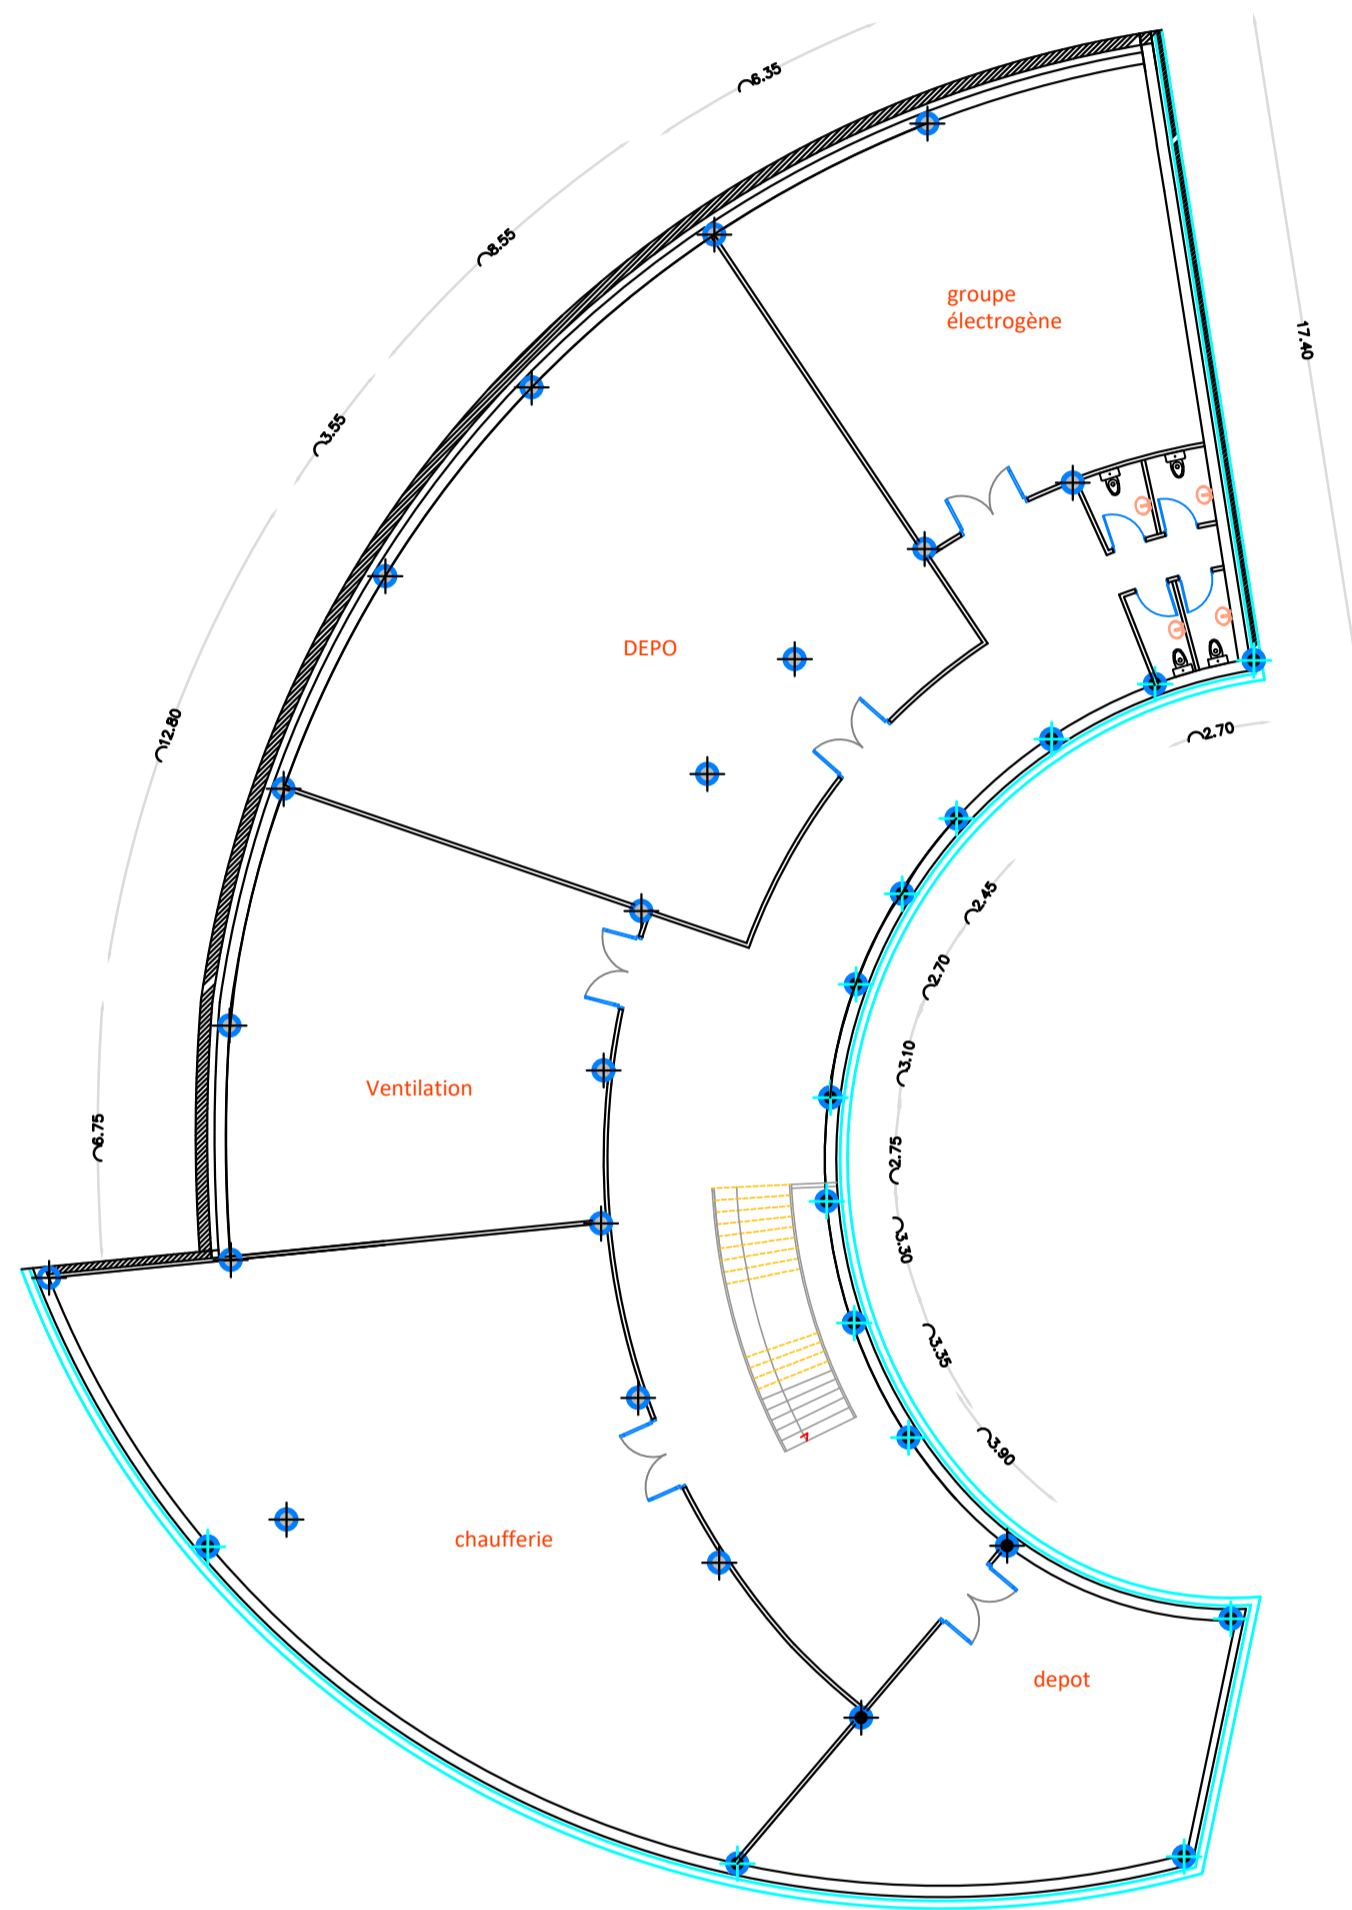 6.35
8.55
17.40
groupe
électrogène
3.55
DEPO
12.80
2.70
2.45
2.70
3.10
Ventilation
6.75
2.75
3.30
3.35
3.90
chaufferie
depot